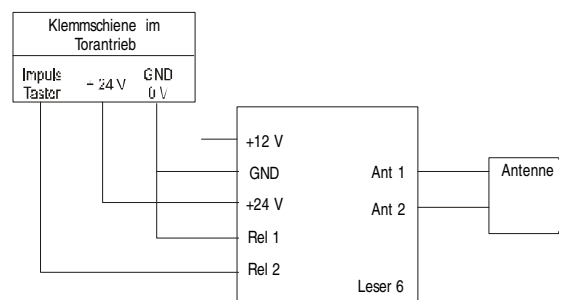 Klemmschiene im
Torantrieb
Impuls
Taster
+ 24 V
GND
0 V
+12 V
GND
+24 V
Rel 1
Rel 2
Ant 1
Ant 2
Leser 6
Antenne